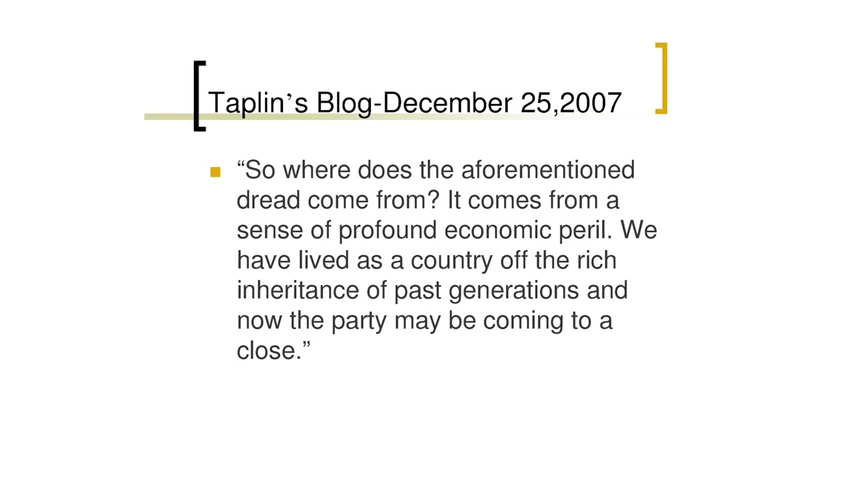 Taplin’s Blog-December 25,2007
“So where does the aforementioned
dread come from? It comes from a
sense of profound economic peril. We
have lived as a country off the rich
inheritance of past generations and
now the party may be coming to a
close.”